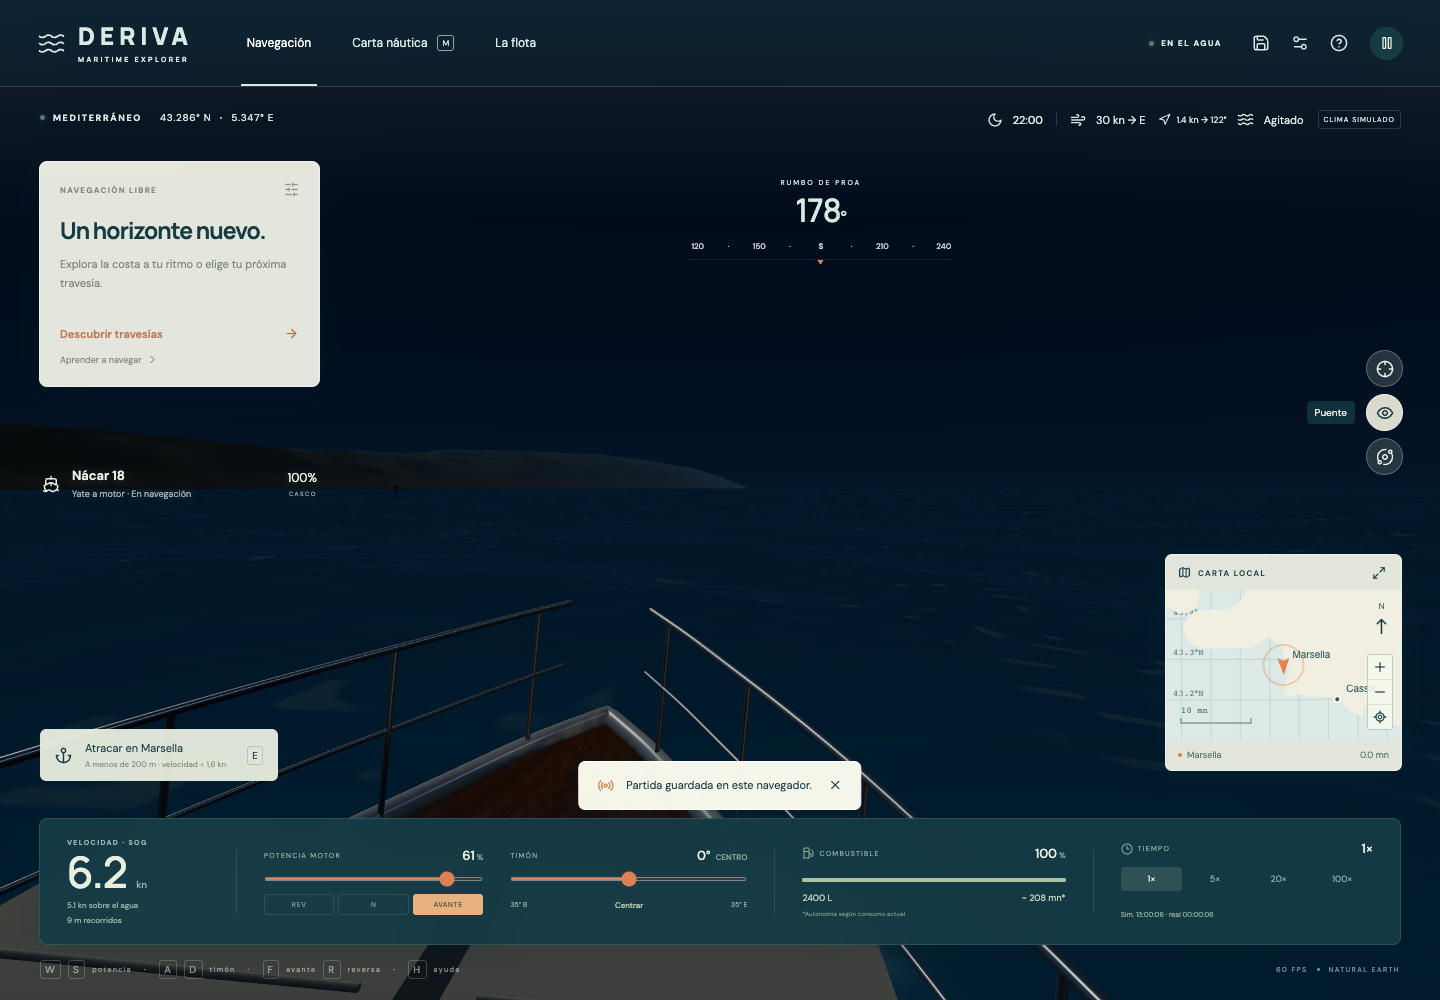 DERIVA
MARITIME EXPLORER
Navegación
Carta náutica M
La flota
EN EL AGUA
MEDITERRÁNEO 43.286° N · 5.347° E
22:00
30 kn → E
1.4 kn → 122°
Agitado
CLIMA SIMULADO
NAVEGACIÓN LIBRE
Un horizonte nuevo.
Explora la costa a tu ritmo o elige tu próxima
travesía.
Descubrir travesías
Aprender a navegar
RUMBO DE PROA
178°
120 · 150 · S · 210 · 240
Puente
Nácar 18
Yate a motor · En navegación
100%
CASCO
CARTA LOCAL
N
43.3°N
Marsella
43.2°N
Cass
10 mn
Marsella
0.0 mn
Atracar en Marsella
A menos de 200 m · velocidad < 1,6 kn
E
Partida guardada en este navegador.
VELOCIDAD · SOG
6.2 kn
5.1 kn sobre el agua
9 m recorridos
POTENCIA MOTOR 61 %
REV N AVANTE
TIMÓN 0° CENTRO
35° B Centrar 35° E
COMBUSTIBLE 100 %
2400 L ~ 208 mn*
*Autonomía según consumo actual
TIEMPO 1×
1× 5× 20× 100×
Sim. 13:00:06 · real 00:00:06
W S potencia · A D timón · F avante R reversa · H ayuda
60 FPS • NATURAL EARTH